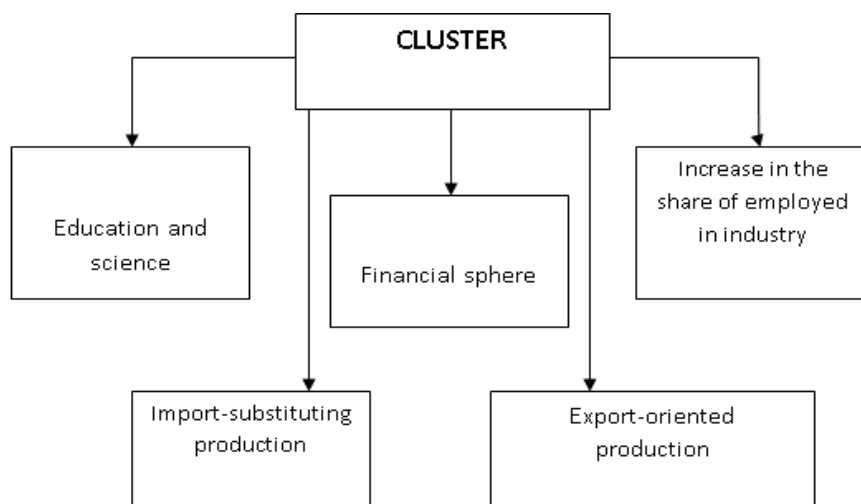 CLUSTER
Education and
science
Financial sphere
Increase in the
share of employed
in industry
Import-substituting
production
Export-oriented
production